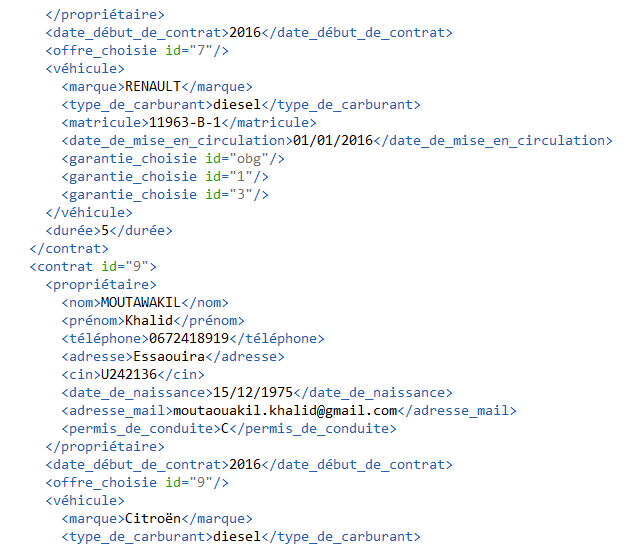 </propriétaire>
<date_début_de_contrat>2016</date_début_de_contrat>
<offre_choisie id="7"/>
<véhicule>
<marque>RENAULT</marque>
<type_de_carburant>diesel</type_de_carburant>
<matricule>11963-B-1</matricule>
<date_de_mise_en_circulation>01/01/2016</date_de_mise_en_circulation>
<garantie_choisie id="obg"/>
<garantie_choisie id="1"/>
<garantie_choisie id="3"/>
</véhicule>
<durée>5</durée>
</contrat>
<contrat id="9">
<propriétaire>
<nom>MOUTAWAKIL</nom>
<prénom>Khalid</prénom>
<téléphone>0672418919</téléphone>
<adresse>Essaouira</adresse>
<cin>U242136</cin>
<date_de_naissance>15/12/1975</date_de_naissance>
<adresse_mail>moutaouakil.khalid@gmail.com</adresse_mail>
<permis_de_conduite>C</permis_de_conduite>
</propriétaire>
<date_début_de_contrat>2016</date_début_de_contrat>
<offre_choisie id="9"/>
<véhicule>
<marque>Citroën</marque>
<type_de_carburant>diesel</type_de_carburant>